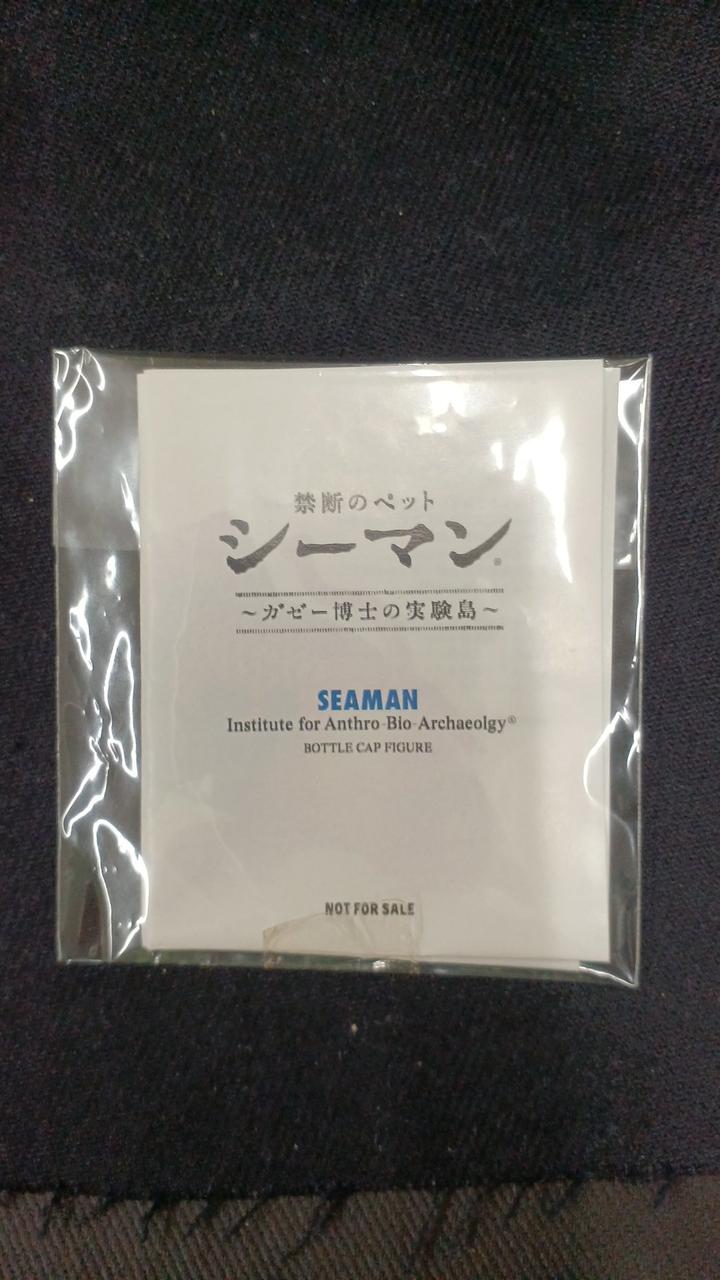 禁断のペット
シーマン®
～ガゼー博士の実験島～
SEAMAN
Institute for Anthro-Bio-Archaeolgy®
BOTTLE CAP FIGURE
NOT FOR SALE